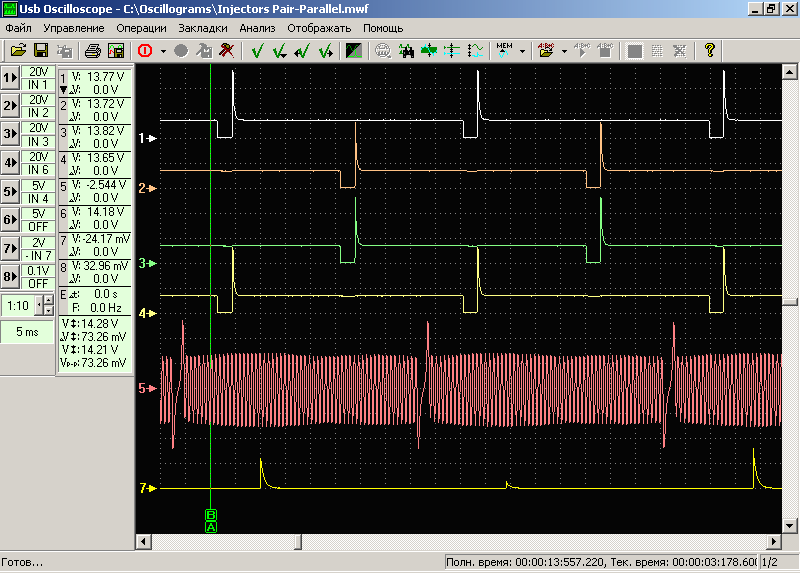 Usb Oscilloscope - C:\Oscillograms\Injectors Pair-Parallel.mwf
Файл Управление Операции Закладки Анализ Отображать Помощь
MEM ABC ABC ABC
1 20V
IN 1
2 20V
IN 2
3 20V
IN 3
4 20V
IN 6
5 5V
IN 4
6 5V
OFF
7 2V
- IN 7
8 0.1V
OFF
1:10
5 ms
1 V: 13.77 V
V: 0.0 V
2 V: 13.72 V
V: 0.0 V
3 V: 13.82 V
V: 0.0 V
4 V: 13.65 V
V: 0.0 V
5 V: -2.544 V
V: 0.0 V
6 V: 14.18 V
V: 0.0 V
7 V:-24.17 mV
V: 0.0 V
8 V: 32.96 mV
V: 0.0 V
E t: 0.0 s
F: 0.0 Hz
V: 14.28 V
V: 73.26 mV
V: 14.21 V
Vp-p: 73.26 mV
1
2
3
4
5
7
B
A
Готов...
Полн. время: 00:00:13:557.220, Тек. время: 00:00:03:178.600
1/2